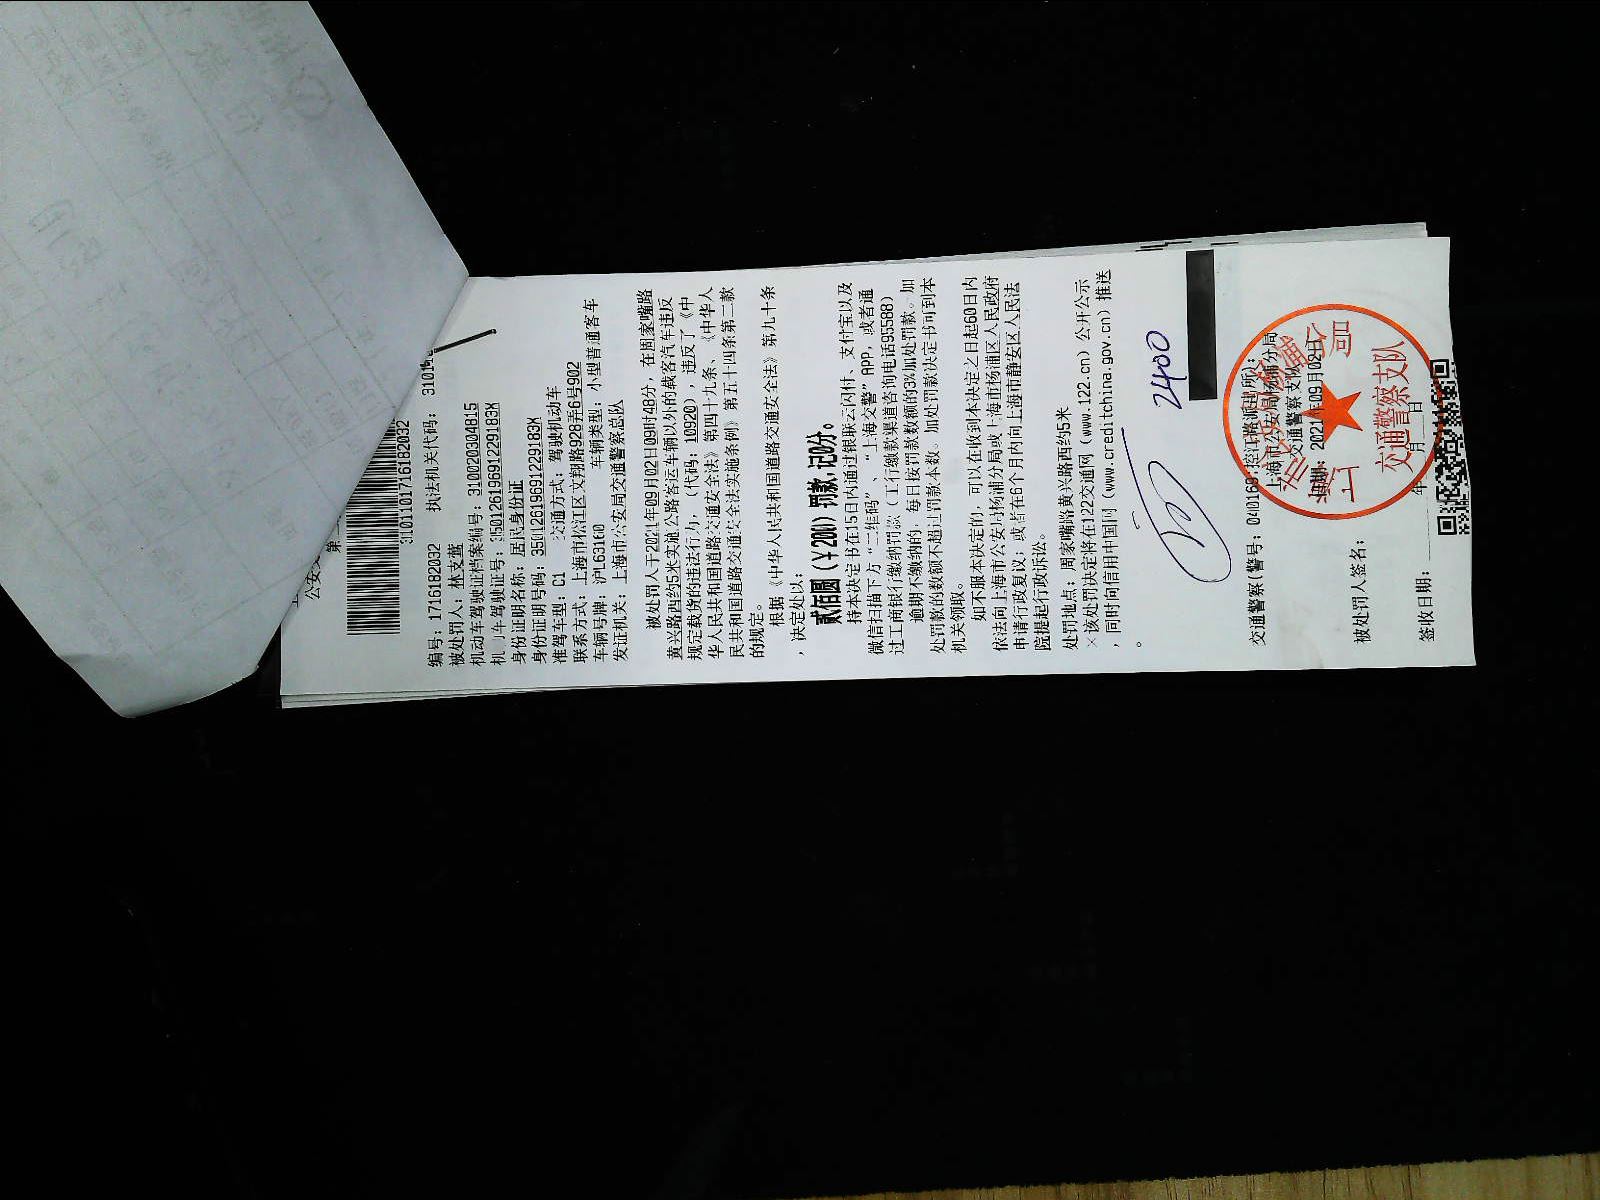 公安交
第
3101101716182032
编号：1716182032 执法机关代码：3101
被处罚人：林支莺
机动车驾驶证档案编号：310020304815
机动车驾驶证号：35012619691229183X
身份证明名称：居民身份证
身份证明号码：35012619691229183X
准驾车型：C1 交通方式：驾驶机动车
联系方式：上海市松江区文翔路928弄6号902
车辆号牌：沪L63160 车辆类型：小型普通客车
发证机关：上海市公安局交通警察总队
被处罚人于2021年09月02日09时48分，在周家嘴路
黄兴路西约5米实施公路客运车辆以外的载客汽车违反
规定载货的违法行为，（代码：10920），违反了《中
华人民共和国道路交通安全法》第四十九条、《中华人
民共和国道路交通安全法实施条例》第五十四条第二款
的规定。
根据《中华人民共和国道路交通安全法》第九十条
，决定处以：
贰佰圆（￥200）罚款，记0分。
持本决定书在15日内通过银联云闪付、支付宝以及
微信扫描下方“二维码”、“上海交警”APP，或者通
过工商银行缴纳罚款（工行缴款渠道咨询电话95588）
逾期不缴纳的，每日按罚款数额的3%加处罚款。加
处罚款的数额不超过罚款本数。加处罚款决定书可到本
机关领取。
如不服本决定的，可以在收到本决定之日起60日内
依法向上海市公安局杨浦分局或上海市杨浦区人民政府
申请行政复议；或者在6个月内向上海市静安区人民法
院提起行政诉讼。
处罚地点：周家嘴路黄兴路西约5米
×该处罚决定将在122交通网（www.122.cn）公开公示
，同时向信用中国网（www.creditchina.gov.cn）推送
。
2400
交通警察(警号：040116 控江路派出所)：
上海市公安局杨浦分局
交通警察支队
日期：2021年09月02日
交通警察支队
被处罚人签名：
签收日期： 年 月 日